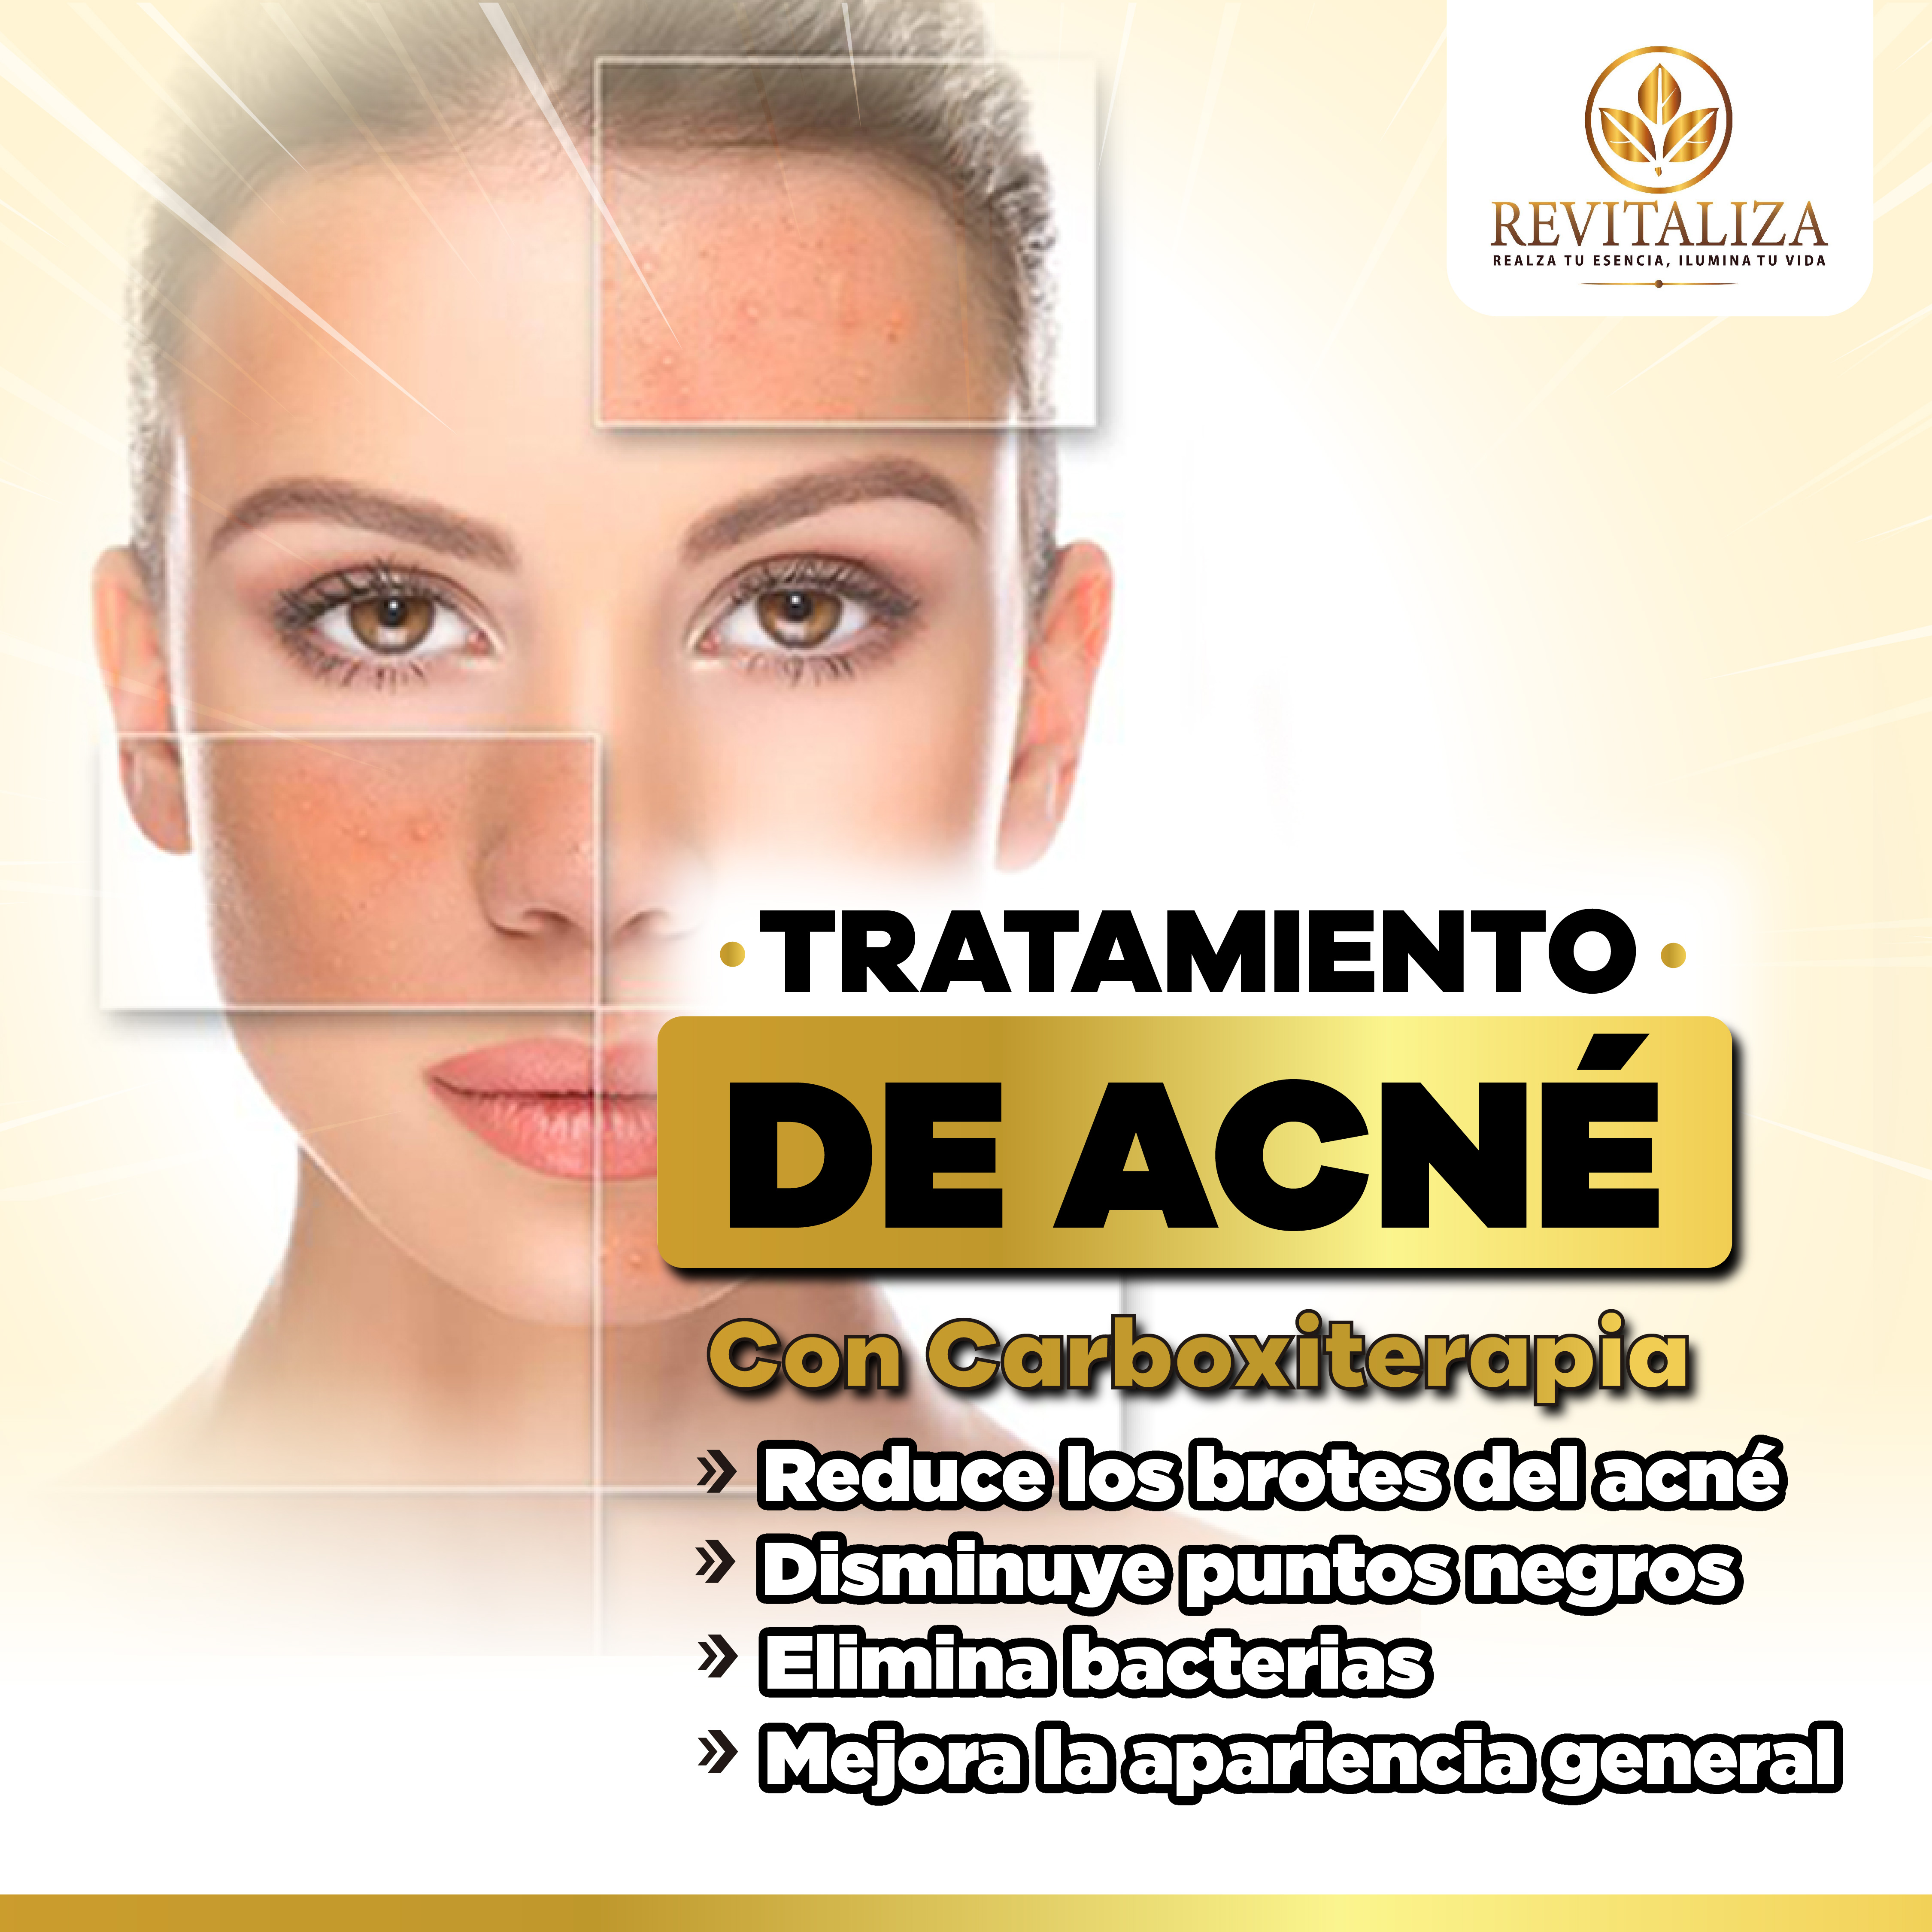 REVITALIZA
REALZA TU ESENCIA, ILUMINA TU VIDA
• TRATAMIENTO •
DE ACNÉ
Con Carboxiterapia
» Reduce los brotes del acné
» Disminuye puntos negros
» Elimina bacterias
» Mejora la apariencia general